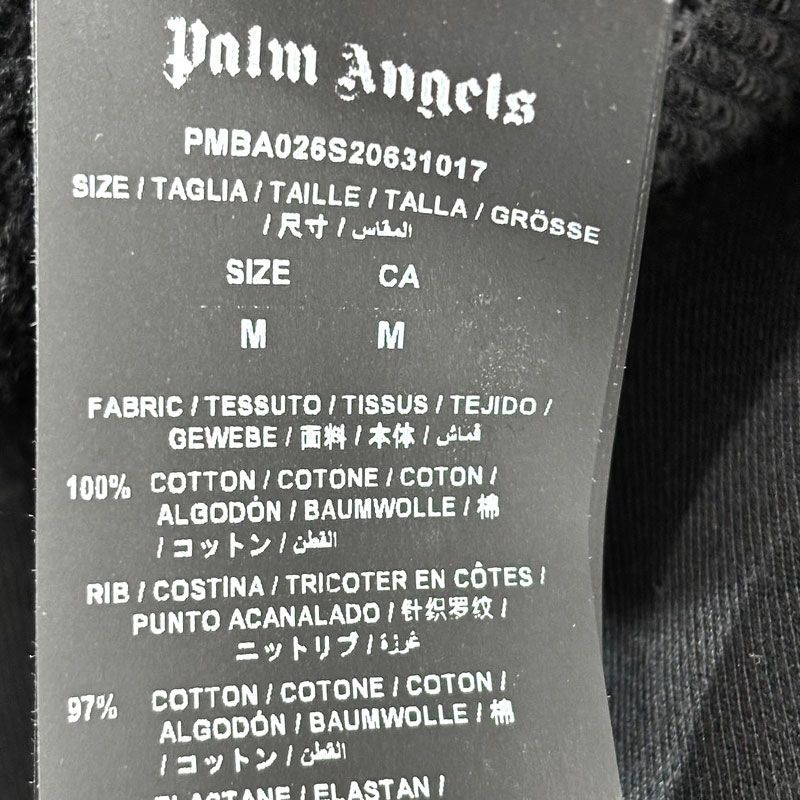 Palm Angels
PMBA026S20631017
SIZE / TAGLIA / TAILLE / TALLA / GRÖSSE
/ 尺寸 / المقاس
SIZE CA
M M
FABRIC / TESSUTO / TISSUS / TEJIDO /
GEWEBE / 面料 / 本体 / قماش
100% COTTON / COTONE / COTON /
ALGODÓN / BAUMWOLLE / 棉
/ コットン / القطن
RIB / COSTINA / TRICOTER EN CÔTES /
PUNTO ACANALADO / 针织罗纹 /
ニットリブ / غرزة
97% COTTON / COTONE / COTON /
ALGODÓN / BAUMWOLLE / 棉
/ コットン / القطن
ELASTANE / ELASTAN /